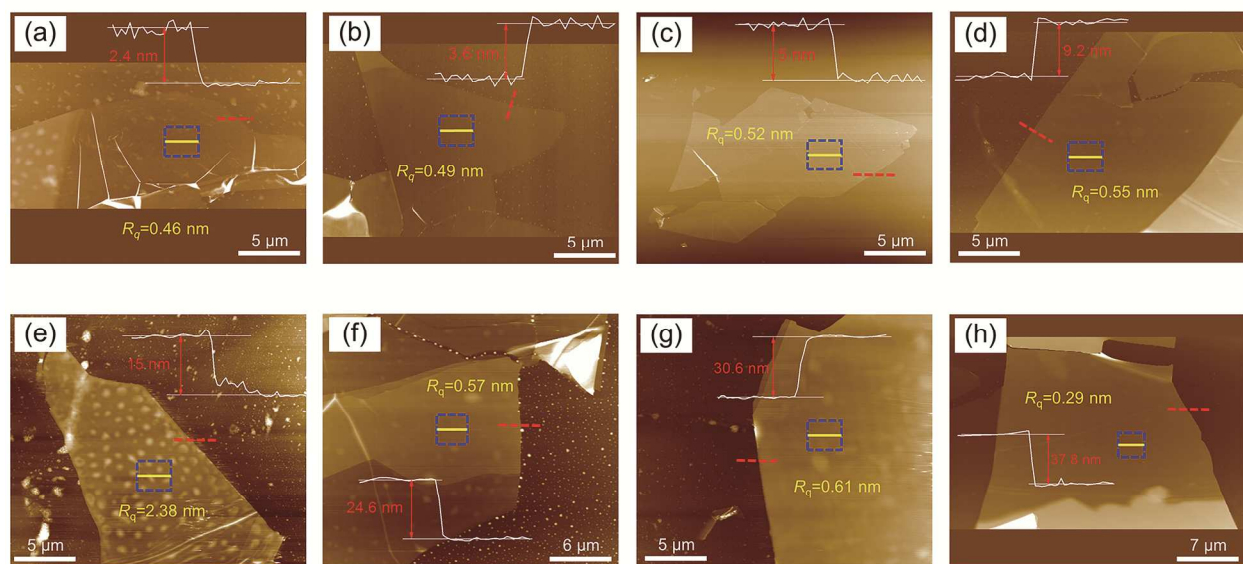 (a)
2.4 nm
Rq=0.46 nm
5 μm
(b)
3.6 nm
Rq=0.49 nm
5 μm
(c)
Rq=0.52 nm
5 μm
(d)
9.2 nm
Rq=0.55 nm
5 μm
(e)
15 nm
Rq=2.38 nm
5 μm
(f)
Rq=0.57 nm
24.6 nm
6 μm
(g)
30.6 nm
Rq=0.61 nm
5 μm
(h)
Rq=0.29 nm
37.8 nm
7 μm